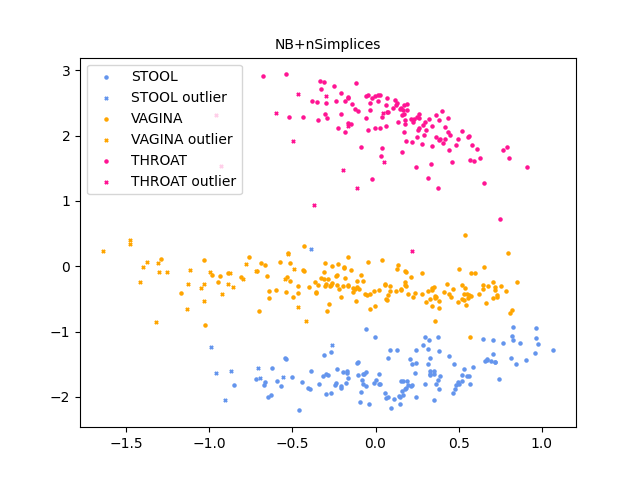 NB+nSimplices
STOOL
STOOL outlier
VAGINA
VAGINA outlier
THROAT
THROAT outlier
3
2
1
0
−1
−2
−1.5 −1.0 −0.5 0.0 0.5 1.0